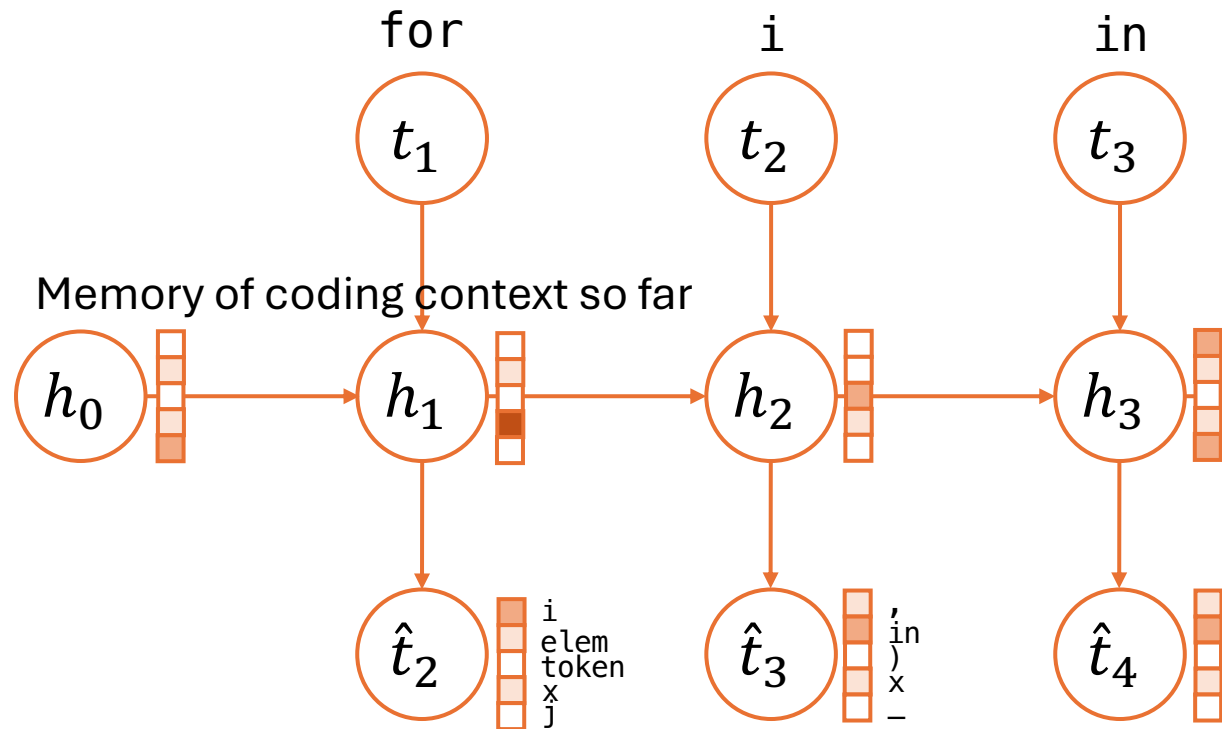 for i in
t₁ t₂ t₃
Memory of coding context so far
h₀ h₁ h₂ h₃
t̂₂ t̂₃ t̂₄
i
elem
token
x
j
,
in
)
x
_